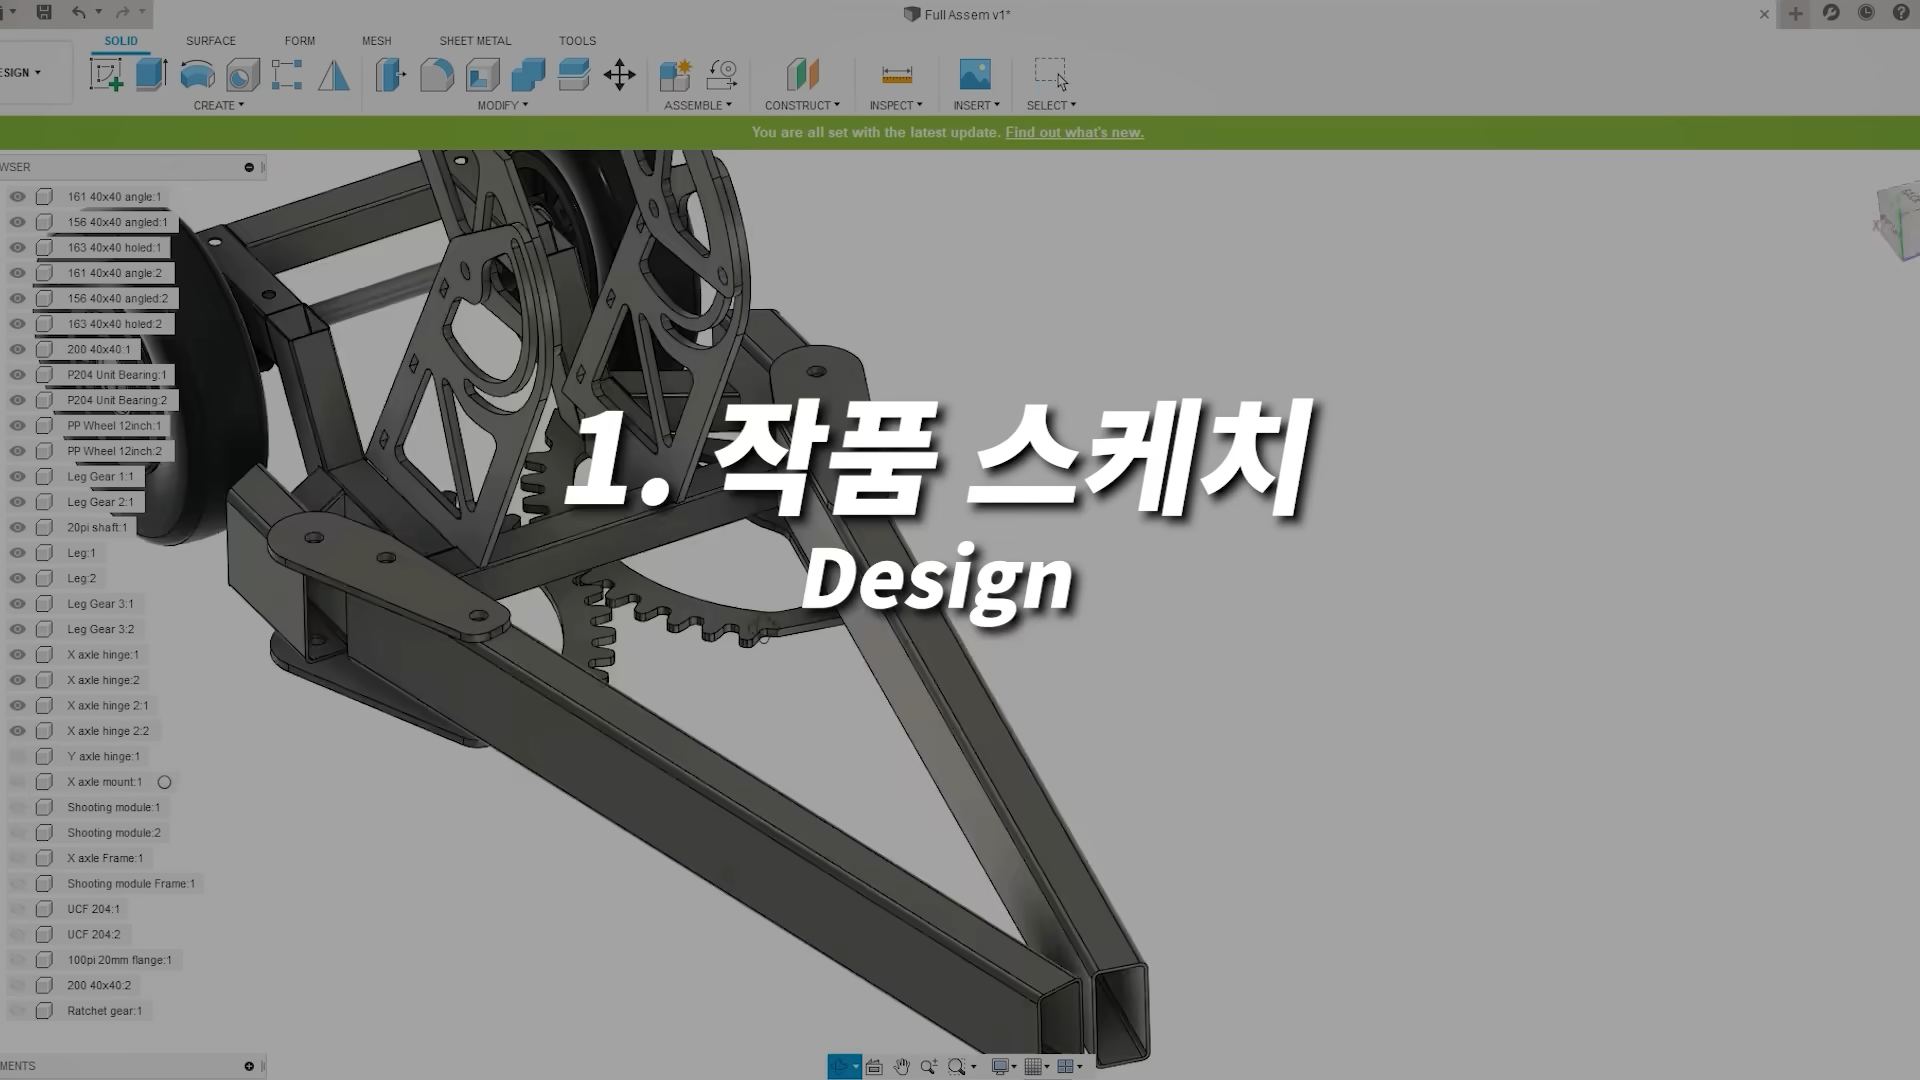 Full Assem v1*
SOLID SURFACE FORM MESH SHEET METAL TOOLS
ESIGN
CREATE MODIFY ASSEMBLE CONSTRUCT INSPECT INSERT SELECT
You are all set with the latest update. Find out what's new.
WSER
161 40x40 angle:1
156 40x40 angled:1
163 40x40 holed:1
161 40x40 angle:2
156 40x40 angled:2
163 40x40 holed:2
200 40x40:1
P204 Unit Bearing:1
P204 Unit Bearing:2
PP Wheel 12inch:1
PP Wheel 12inch:2
Leg Gear 1:1
Leg Gear 2:1
20pi shaft:1
Leg:1
Leg:2
Leg Gear 3:1
Leg Gear 3:2
X axle hinge:1
X axle hinge:2
X axle hinge 2:1
X axle hinge 2:2
Y axle hinge:1
X axle mount:1
Shooting module:1
Shooting module:2
X axle Frame:1
Shooting module Frame:1
UCF 204:1
UCF 204:2
100pi 20mm flange:1
200 40x40:2
Ratchet gear:1
MENTS
1. 작품 스케치
Design